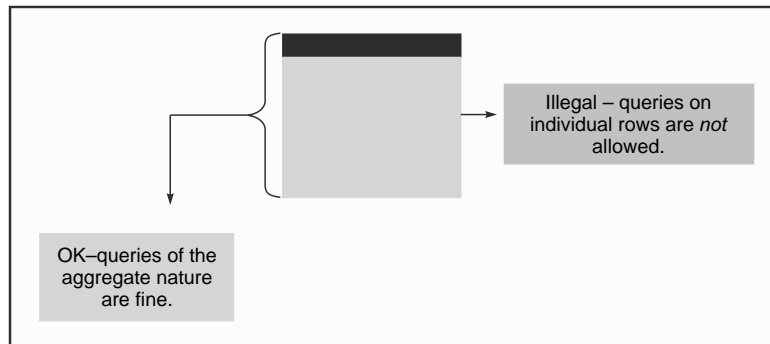 Illegal – queries on
individual rows are not
allowed.
OK–queries of the
aggregate nature
are fine.